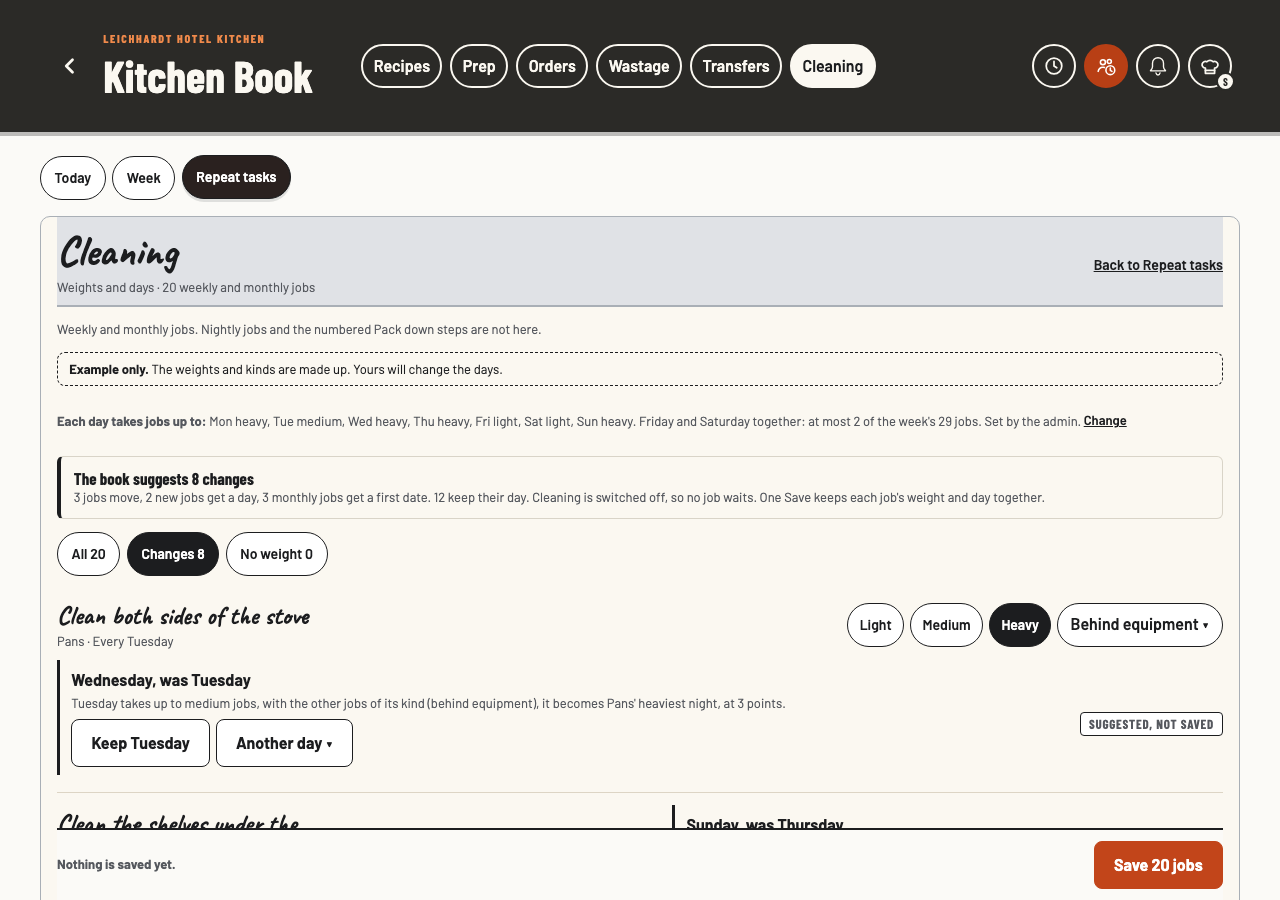 LEICHHARDT HOTEL KITCHEN
Kitchen Book
Recipes
Prep
Orders
Wastage
Transfers
Cleaning
S
Today
Week
Repeat tasks
Cleaning
Back to Repeat tasks
Weights and days · 20 weekly and monthly jobs
Weekly and monthly jobs. Nightly jobs and the numbered Pack down steps are not here.
Example only. The weights and kinds are made up. Yours will change the days.
Each day takes jobs up to: Mon heavy, Tue medium, Wed heavy, Thu heavy, Fri light, Sat light, Sun heavy. Friday and Saturday together: at most 2 of the week's 29 jobs. Set by the admin. Change
The book suggests 8 changes
3 jobs move, 2 new jobs get a day, 3 monthly jobs get a first date. 12 keep their day. Cleaning is switched off, so no job waits. One Save keeps each job's weight and day together.
All 20
Changes 8
No weight 0
Clean both sides of the stove
Light
Medium
Heavy
Behind equipment ▾
Pans · Every Tuesday
Wednesday, was Tuesday
Tuesday takes up to medium jobs, with the other jobs of its kind (behind equipment), it becomes Pans' heaviest night, at 3 points.
SUGGESTED, NOT SAVED
Keep Tuesday
Another day ▾
Clean the shelves under the
Sunday, was Thursday
Nothing is saved yet.
Save 20 jobs